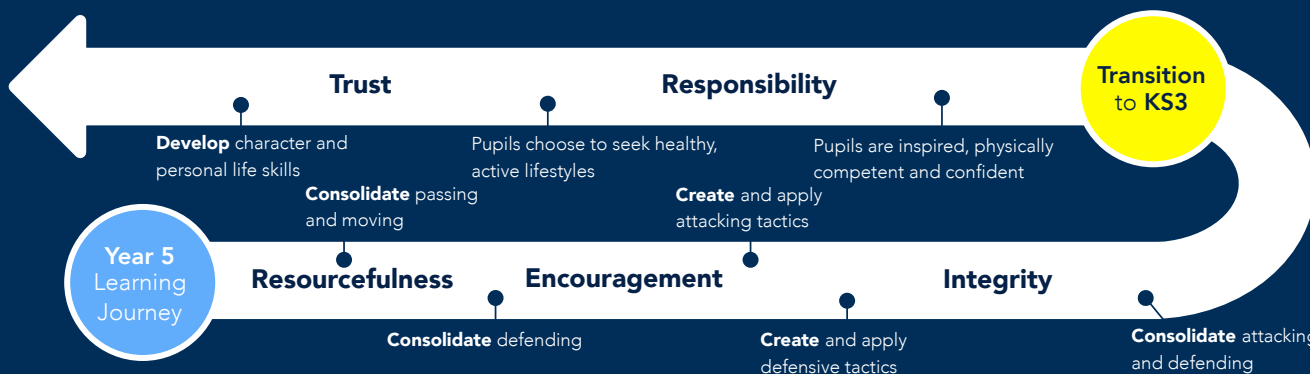 Trust
Responsibility
Transition
to KS3
Develop character and
personal life skills
Pupils choose to seek healthy,
active lifestyles
Pupils are inspired, physically
competent and confident
Consolidate passing
and moving
Create and apply
attacking tactics
Year 5
Learning
Journey
Resourcefulness
Encouragement
Integrity
Consolidate defending
Create and apply
defensive tactics
Consolidate attacking
and defending